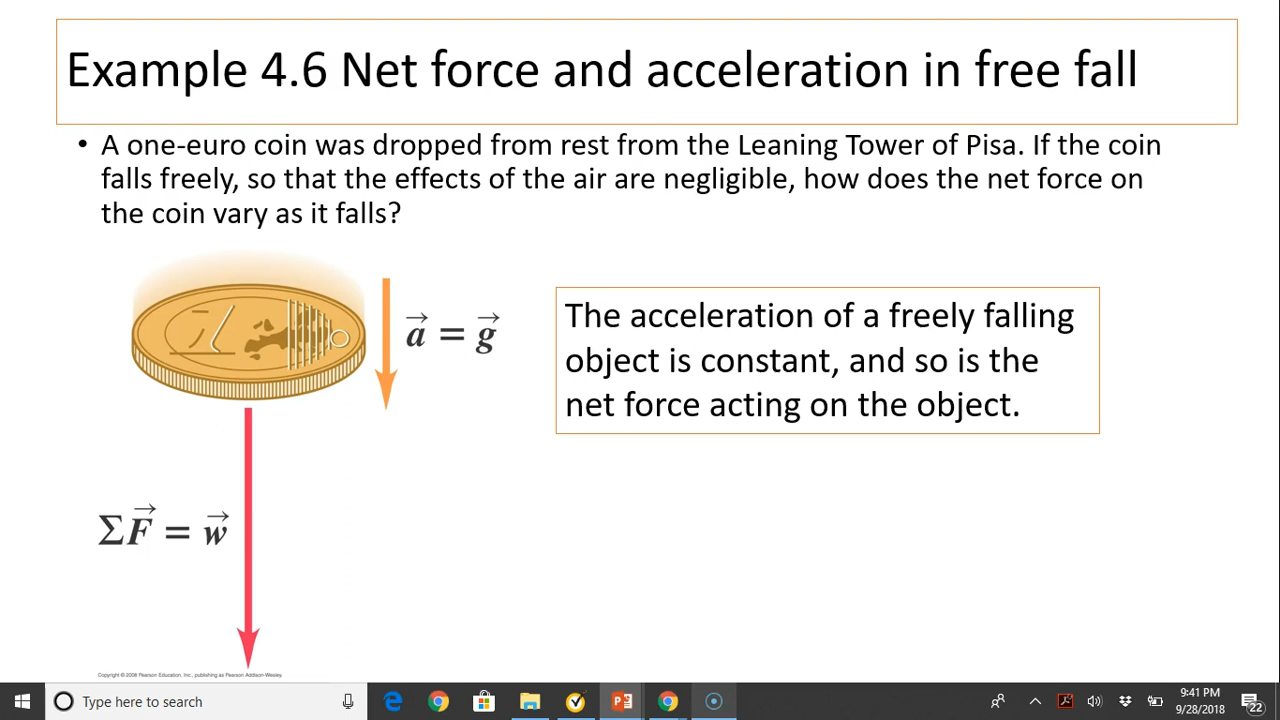 Example 4.6 Net force and acceleration in free fall
• A one-euro coin was dropped from rest from the Leaning Tower of Pisa. If the coin
falls freely, so that the effects of the air are negligible, how does the net force on
the coin vary as it falls?
a⃗ = g⃗
The acceleration of a freely falling
object is constant, and so is the
net force acting on the object.
ΣF⃗ = w⃗
Copyright © 2008 Pearson Education, Inc., publishing as Pearson Addison-Wesley.
Type here to search
9:41 PM
9/28/2018
22